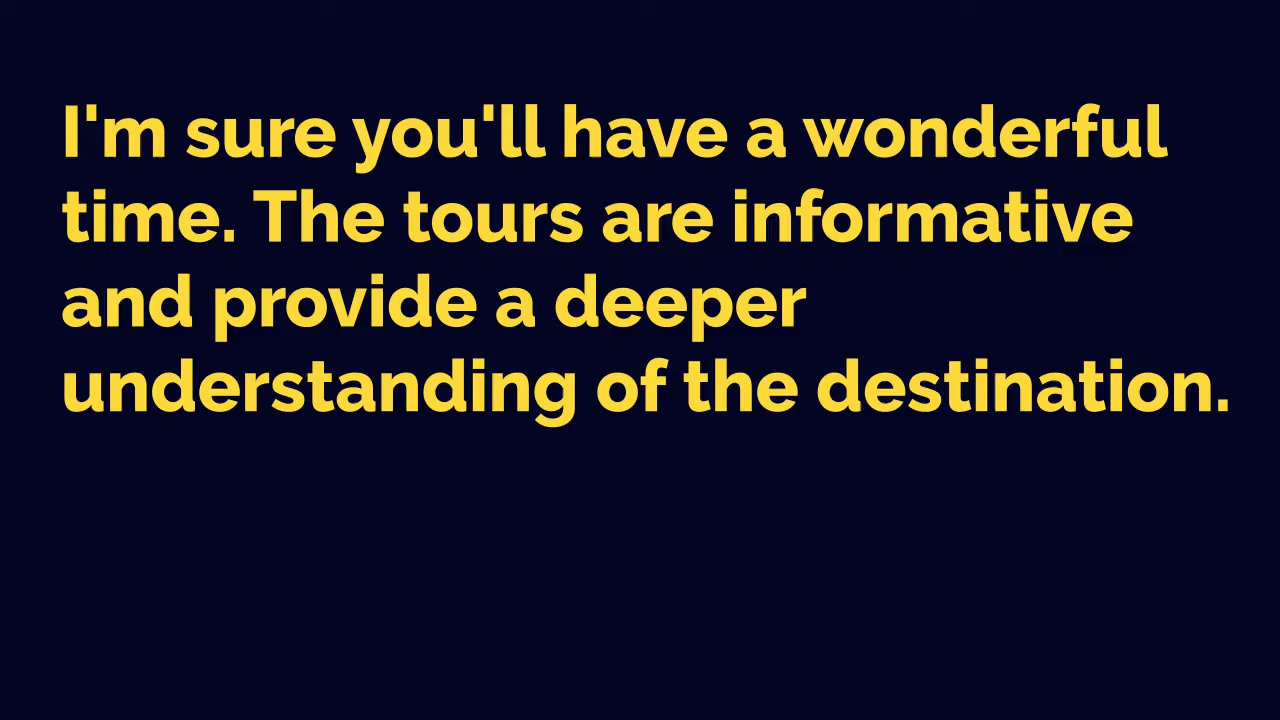 I'm sure you'll have a wonderful
time. The tours are informative
and provide a deeper
understanding of the destination.